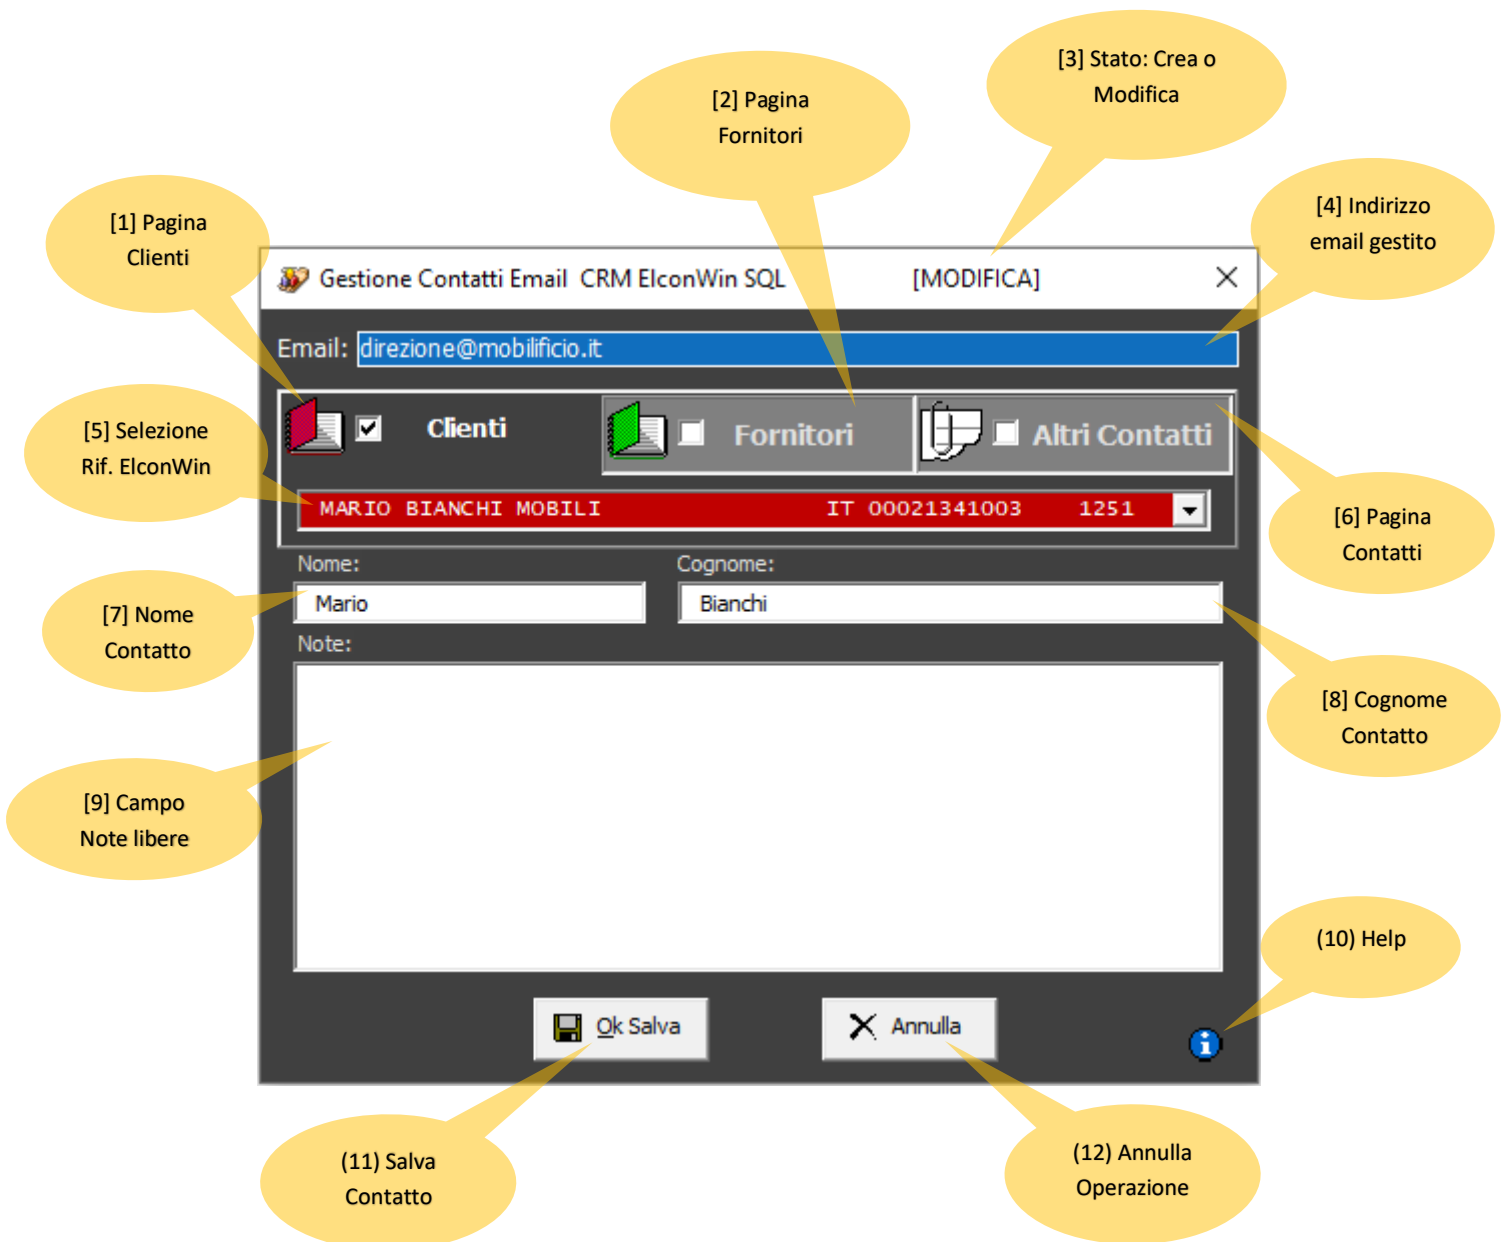 [3] Stato: Crea o
Modifica
[2] Pagina
Fornitori
[4] Indirizzo
email gestito
[1] Pagina
Clienti
Gestione Contatti Email CRM ElconWin SQL [MODIFICA]
Email: direzione@mobilificio.it
Clienti Fornitori Altri Contatti
[5] Selezione
Rif. ElconWin
MARIO BIANCHI MOBILI IT 00021341003 1251
[6] Pagina
Contatti
Nome: Cognome:
Mario Bianchi
[7] Nome
Contatto
Note:
[8] Cognome
Contatto
[9] Campo
Note libere
(10) Help
Ok Salva Annulla
(11) Salva
Contatto
(12) Annulla
Operazione